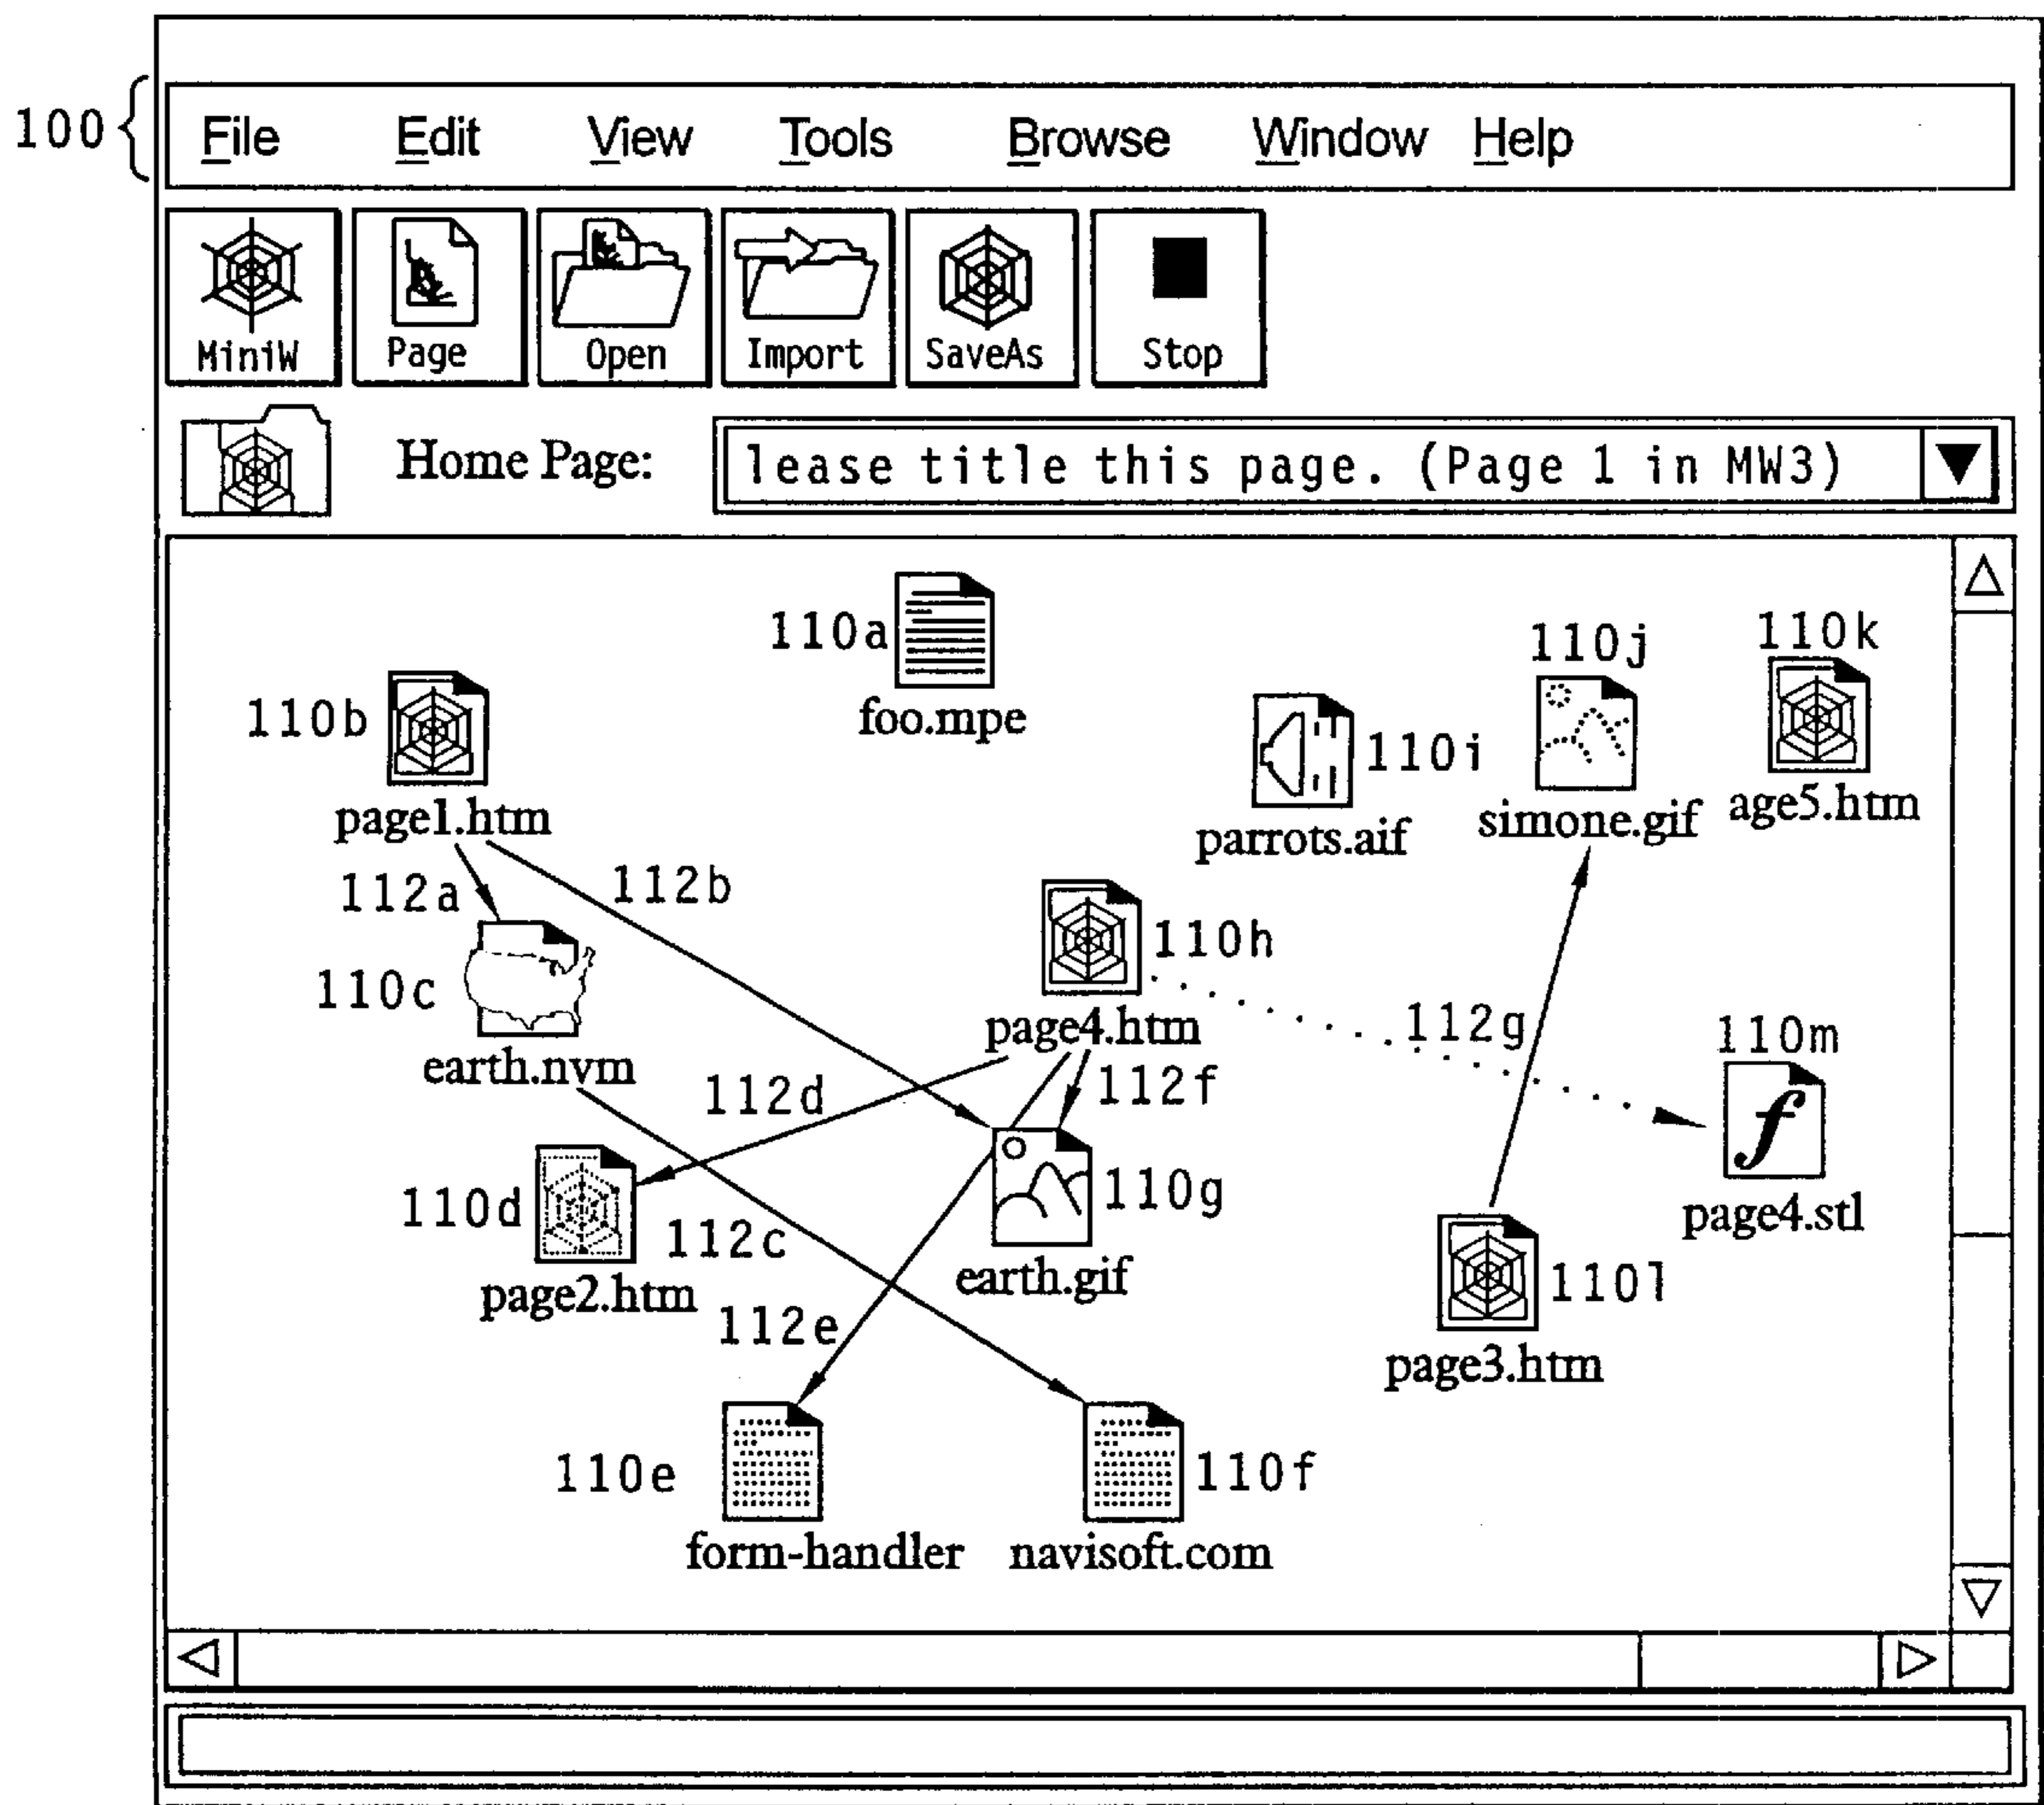 100
File Edit View Tools Browse Window Help
MiniW Page Open Import SaveAs Stop
Home Page: lease title this page. (Page 1 in MW3)
110a
foo.mpe
110b
page1.htm
110i
parrots.aif
110j
simone.gif
110k
age5.htm
112a
112b
110c
earth.nvm
110h
page4.htm
112g
110m
page4.stl
112d
112f
110d
page2.htm
112c
110g
earth.gif
110l
page3.htm
112e
110e
form-handler
110f
navisoft.com